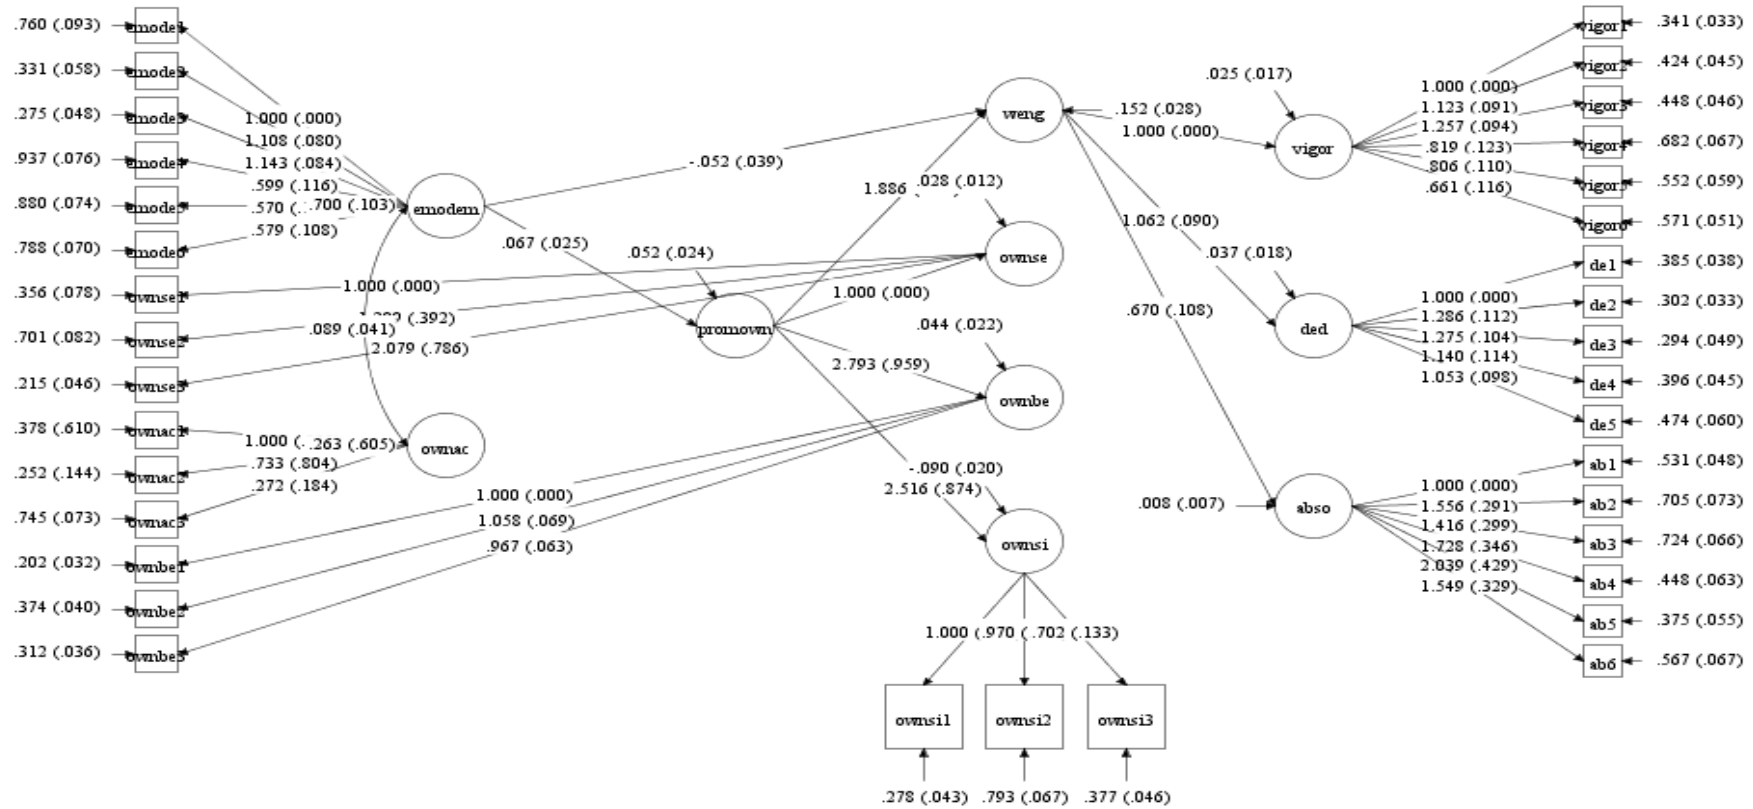 .760 (.093)
emode1
.331 (.058)
emode2
.275 (.048)
emode3
.937 (.076)
emode4
.880 (.074)
emode5
.788 (.070)
emode6
.356 (.078)
ownse1
.701 (.082)
ownse2
.215 (.046)
ownse3
.378 (.610)
ownac1
.252 (.144)
ownac2
.745 (.073)
ownac3
.202 (.032)
ownbe1
.374 (.040)
ownbe2
.312 (.036)
ownbe3
1.000 (.000)
1.108 (.080)
1.143 (.084)
.599 (.116)
.570 (.
.700 (.103)
.579 (.108)
emodem
1.000 (.000)
(.392)
.089 (.041)
2.079 (.786)
1.000 (.
.263 (.605)
.733 (.804)
.272 (.184)
ownac
-.052 (.039)
.067 (.025)
.052 (.024)
promown
1.886
.028 (.012)
1.000 (.000)
.044 (.022)
2.793 (.959)
-.090 (.020)
2.516 (.874)
1.000 (.000)
1.058 (.069)
.967 (.063)
weng
ownse
ownbe
ownsi
1.000 (
.970 (
.702 (.133)
ownsi1
ownsi2
ownsi3
.278 (.043)
.793 (.067)
.377 (.046)
.152 (.028)
1.000 (.000)
1.062 (.090)
.670 (.108)
.025 (.017)
vigor
.037 (.018)
ded
.008 (.007)
abso
1.000 (.000)
1.123 (.091)
1.257 (.094)
.819 (.123)
.806 (.110)
.661 (.116)
1.000 (.000)
1.286 (.112)
1.275 (.104)
1.140 (.114)
1.053 (.098)
1.000 (.000)
1.556 (.291)
1.416 (.299)
1.728 (.346)
2.039 (.429)
1.549 (.329)
vigor1
.341 (.033)
vigor2
.424 (.045)
vigor3
.448 (.046)
vigor4
.682 (.067)
vigor5
.552 (.059)
vigor6
.571 (.051)
de1
.385 (.038)
de2
.302 (.033)
de3
.294 (.049)
de4
.396 (.045)
de5
.474 (.060)
ab1
.531 (.048)
ab2
.705 (.073)
ab3
.724 (.066)
ab4
.448 (.063)
ab5
.375 (.055)
ab6
.567 (.067)